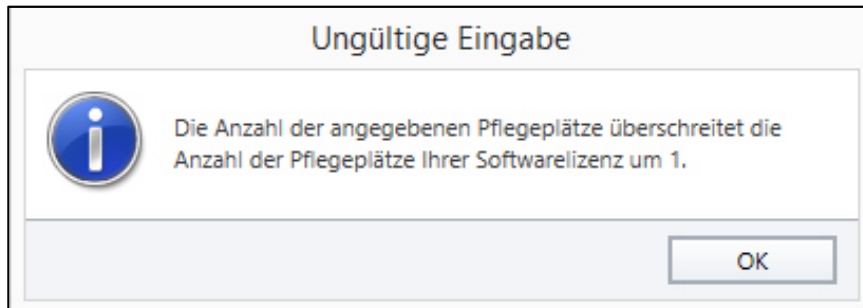 Ungültige Eingabe
Die Anzahl der angegebenen Pflegeplätze überschreitet die
Anzahl der Pflegeplätze Ihrer Softwarelizenz um 1.
OK